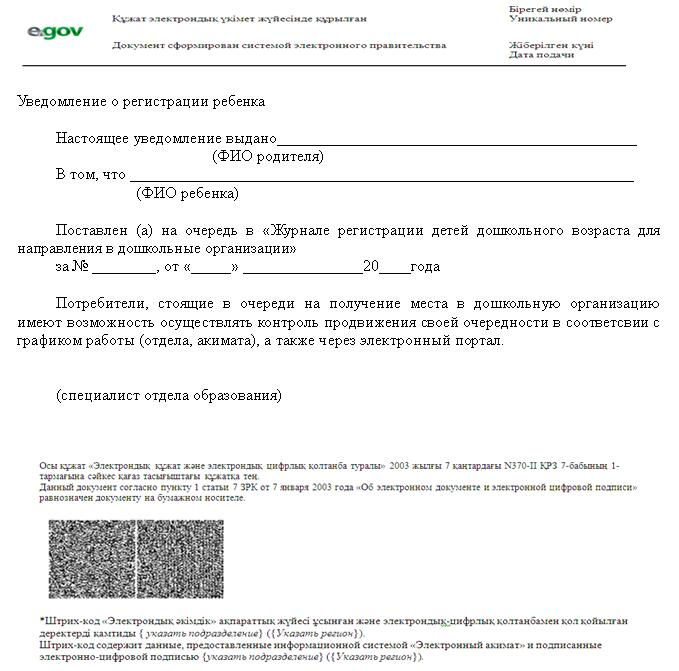 e.gov
Құжат электрондық үкімет жүйесінде құрылған
Документ сформирован системой электронного правительства
Бірегей нөмір
Уникальный номер
Жіберілген күні
Дата подачи
Уведомление о регистрации ребенка
Настоящее уведомление выдано____________________________________________
(ФИО родителя)
В том, что ______________________________________________________________
(ФИО ребенка)
Поставлен (а) на очередь в «Журнале регистрации детей дошкольного возраста для
направления в дошкольные организации»
за № ________, от «_____» _______________20____года
Потребители, стоящие в очереди на получение места в дошкольную организацию
имеют возможность осуществлять контроль продвижения своей очередности в соответсвии с
графиком работы (отдела, акимата), а также через электронный портал.
(специалист отдела образования)
Осы құжат «Электрондық құжат және электрондық цифрлық қолтанба туралы» 2003 жылғы 7 қаңтардағы N370-II ҚРЗ 7-бабының 1-
тармағына сәйкес қағаз тасығыштағы құжатқа тең.
Данный документ согласно пункту 1 статьи 7 ЗРК от 7 января 2003 года «Об электронном документе и электронной цифровой подписи»
равнозначен документу на бумажном носителе.
*Штрих-код «Электрондық әкімдік» ақпараттық жүйесі ұсынған және электрондық-цифрлық қолтанбамен қол қойылған
деректерді қамтиды { указать подразделение} ({Указать регион}).
Штрих-код содержит данные, предоставленные информационной системой «Электронный акимат» и подписанные
электронно-цифровой подписью {указать подразделение} ({Указать регион}).